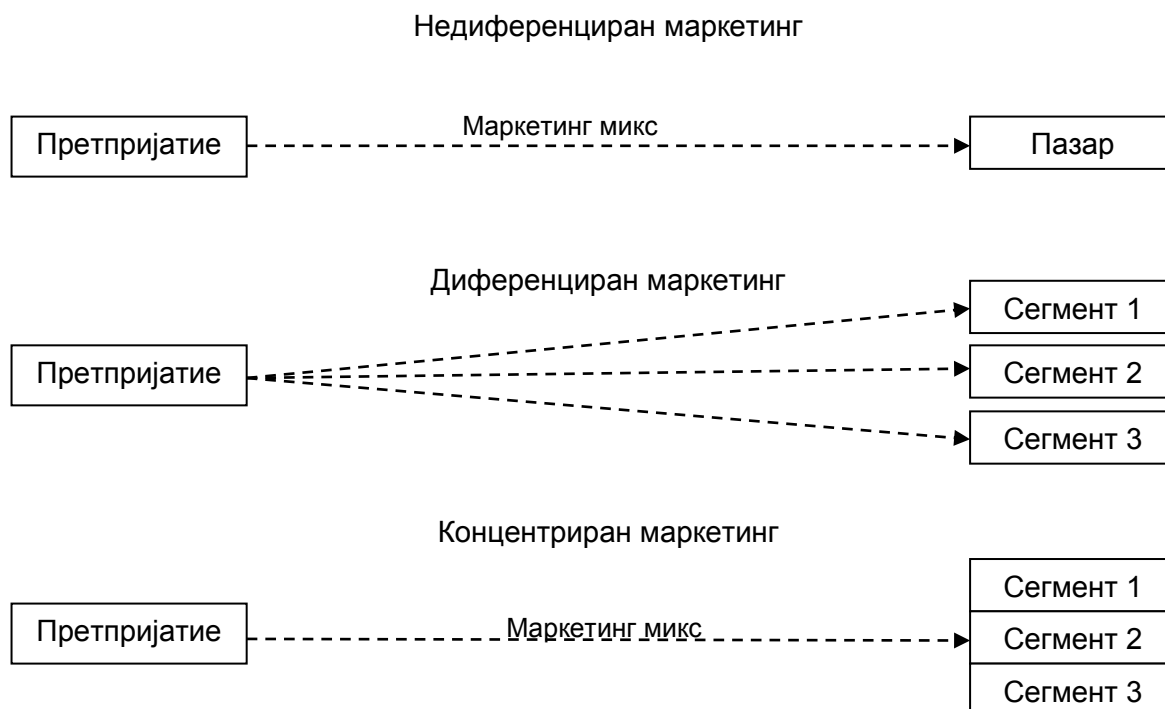 Недиференциран маркетинг
Претпријатие
Маркетинг микс
Пазар
Диференциран маркетинг
Претпријатие
Сегмент 1
Сегмент 2
Сегмент 3
Концентриран маркетинг
Претпријатие
Маркетинг микс
Сегмент 1
Сегмент 2
Сегмент 3